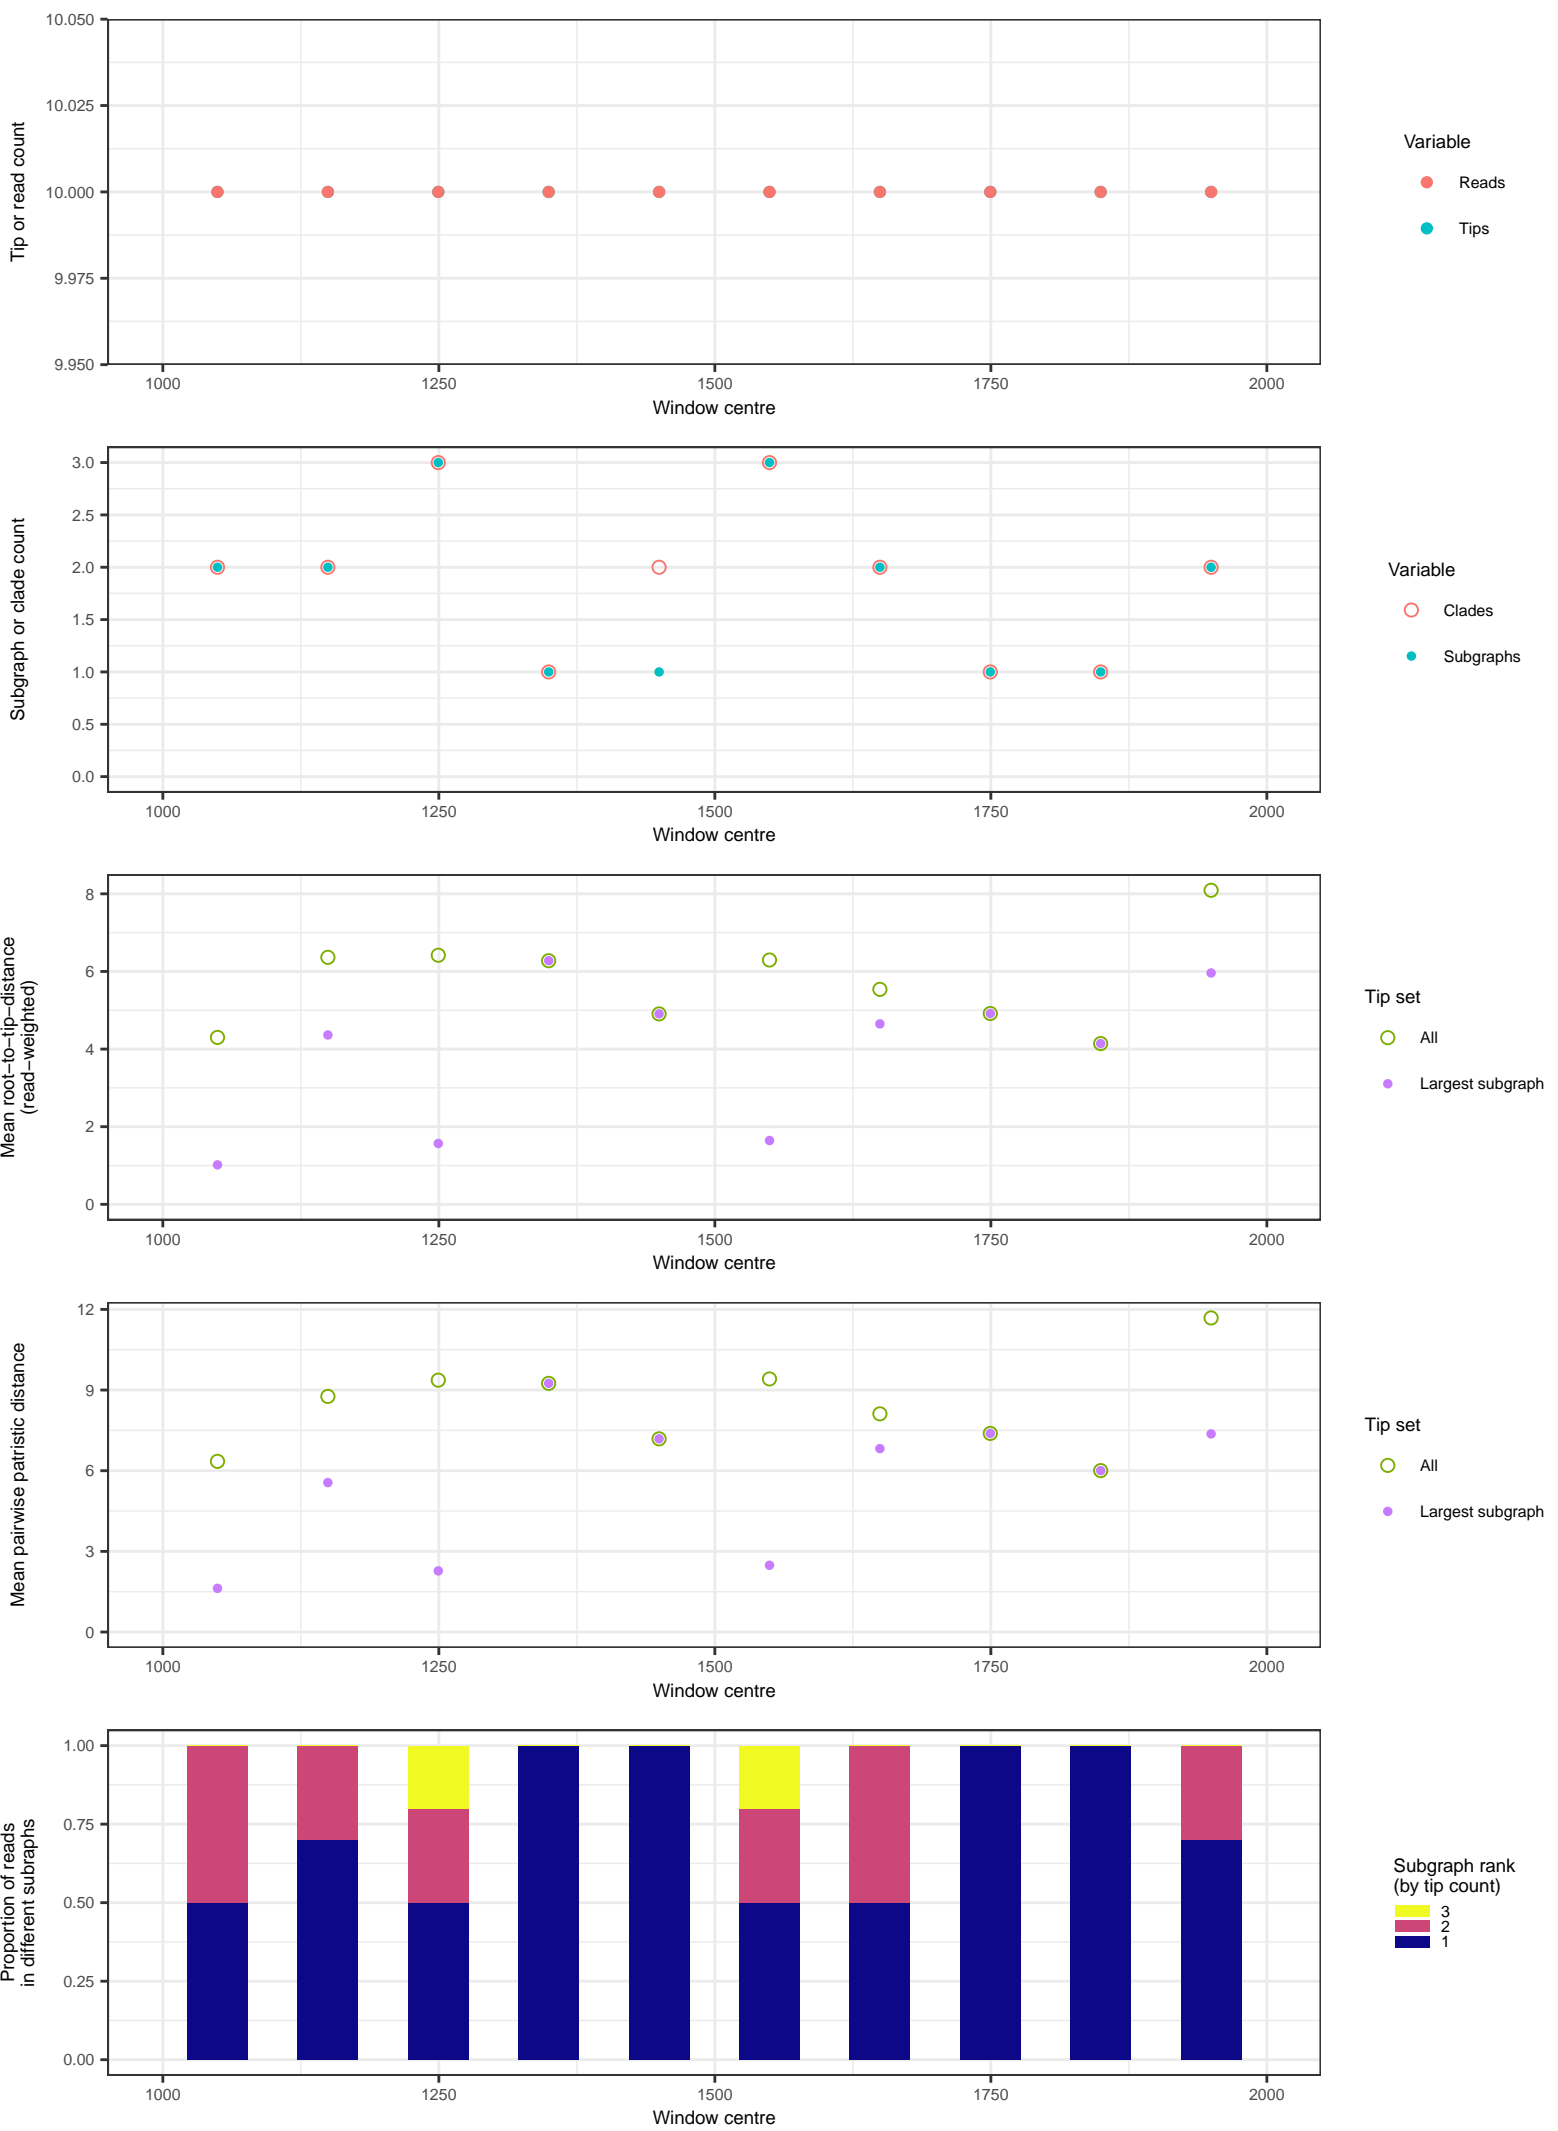 10.050
10.025
10.000
9.975
9.950
Tip or read count
1000 1250 1500 1750 2000
Window centre
Variable
Reads
Tips
3.0
2.5
2.0
1.5
1.0
0.5
0.0
Subgraph or clade count
1000 1250 1500 1750 2000
Window centre
Variable
Clades
Subgraphs
8
6
4
2
0
Mean root−to−tip−distance
(read−weighted)
1000 1250 1500 1750 2000
Window centre
Tip set
All
Largest subgraph
12
9
6
3
0
Mean pairwise patristic distance
1000 1250 1500 1750 2000
Window centre
Tip set
All
Largest subgraph
1.00
0.75
0.50
0.25
0.00
Proportion of reads
in different subraphs
1000 1250 1500 1750 2000
Window centre
Subgraph rank
(by tip count)
3
2
1